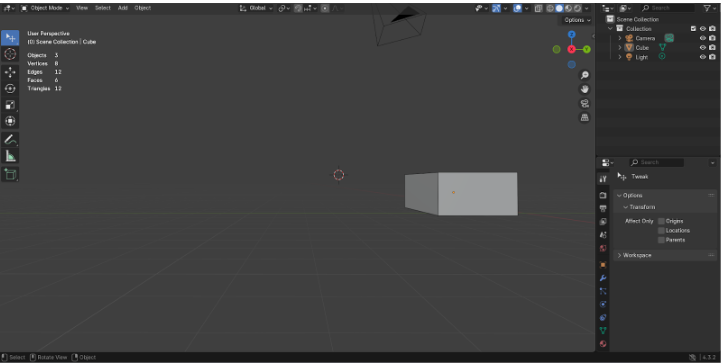 Object Mode View Select Add Object Global
Options
User Perspective
(0) Scene Collection | Cube
Objects 3
Vertices 8
Edges 12
Faces 6
Triangles 12
Search
Scene Collection
Collection
Camera
Cube
Light
Search
Tweak
Options
Transform
Affect Only Origins
Locations
Parents
Workspace
Select Rotate View Object 4.3.2